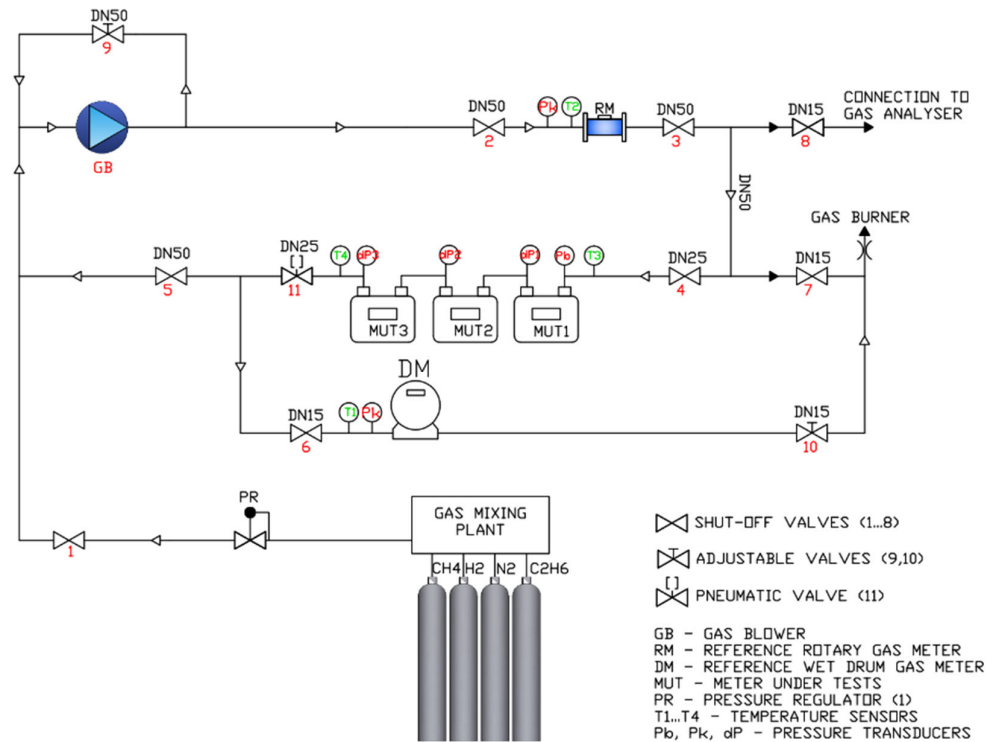 DN50
9
GB
DN50
2
Pk
T2
RM
DN50
3
DN15
8
CONNECTION TO
GAS ANALYSER
DN50
GAS BURNER
DN50
5
DN25
11
T4
dP3
dP2
dP1
Pb
T3
DN25
4
DN15
7
MUT3
MUT2
MUT1
DM
DN15
6
T1
Pk
DN15
10
PR
1
GAS MIXING
PLANT
CH4
H2
N2
C2H6
SHUT-OFF VALVES (1...8)
ADJUSTABLE VALVES (9,10)
PNEUMATIC VALVE (11)
GB - GAS BLOWER
RM - REFERENCE ROTARY GAS METER
DM - REFERENCE WET DRUM GAS METER
MUT - METER UNDER TESTS
PR - PRESSURE REGULATOR (1)
T1...T4 - TEMPERATURE SENSORS
Pb, Pk, dP - PRESSURE TRANSDUCERS